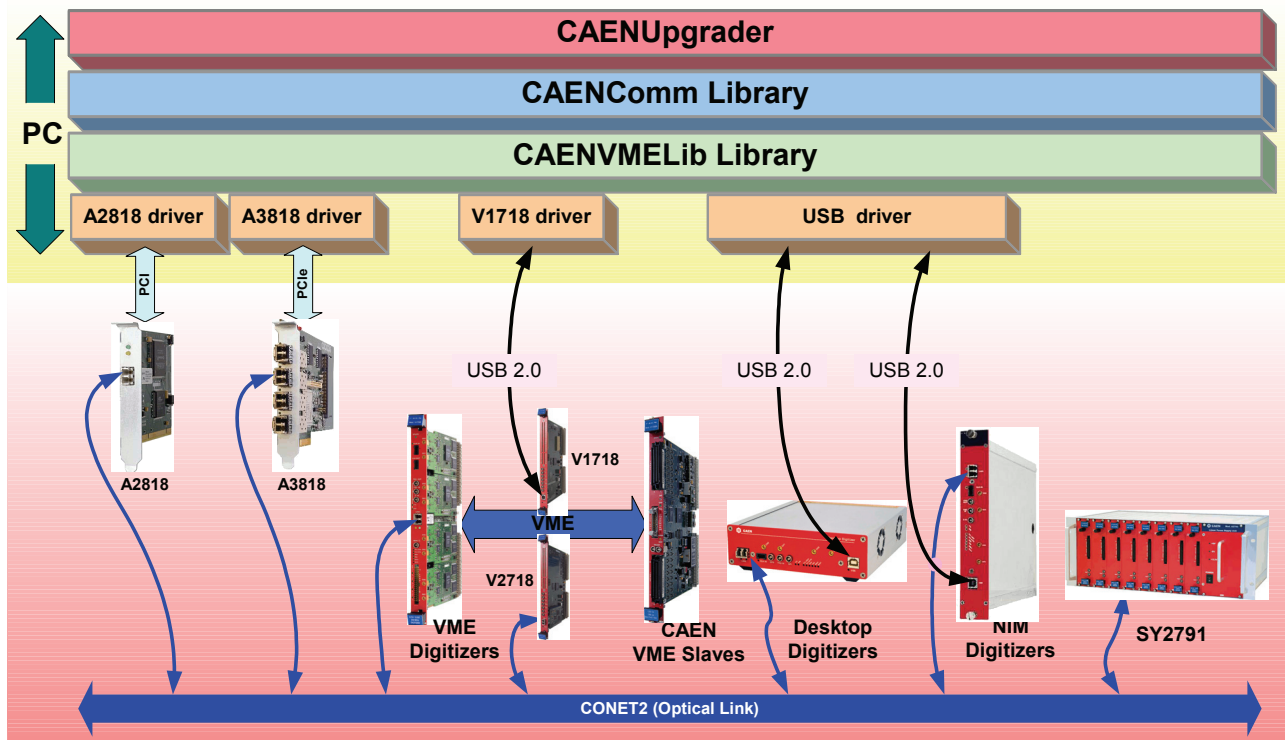 CAENUpgrader
CAENComm Library
PC
CAENVMELib Library
A2818 driver
A3818 driver
V1718 driver
USB driver
PCI
PCIe
USB 2.0
USB 2.0
USB 2.0
A2818
A3818
V1718
VME
V2718
VME
Digitizers
CAEN
VME Slaves
Desktop
Digitizers
NIM
Digitizers
SY2791
CONET2 (Optical Link)